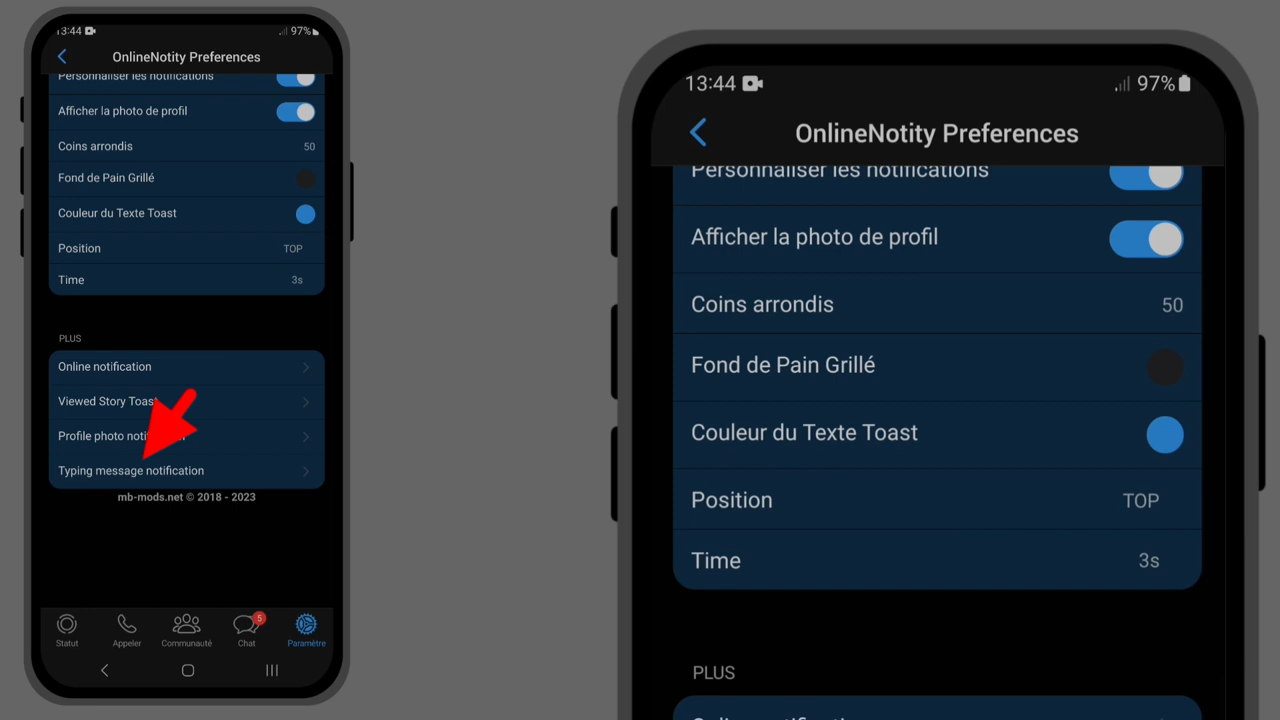 13:44
97%
OnlineNotity Preferences
Personnaliser les notifications
Afficher la photo de profil
Coins arrondis 50
Fond de Pain Grillé
Couleur du Texte Toast
Position TOP
Time 3s
PLUS
Online notification
Viewed Story Toast
Profile photo
Typing message notification
mb-mods.net © 2018 - 2023
5
Statut Appeler Communauté Chat Paramètre
13:44
97%
OnlineNotity Preferences
Personnaliser les notifications
Afficher la photo de profil
Coins arrondis 50
Fond de Pain Grillé
Couleur du Texte Toast
Position TOP
Time 3s
PLUS
Online notification